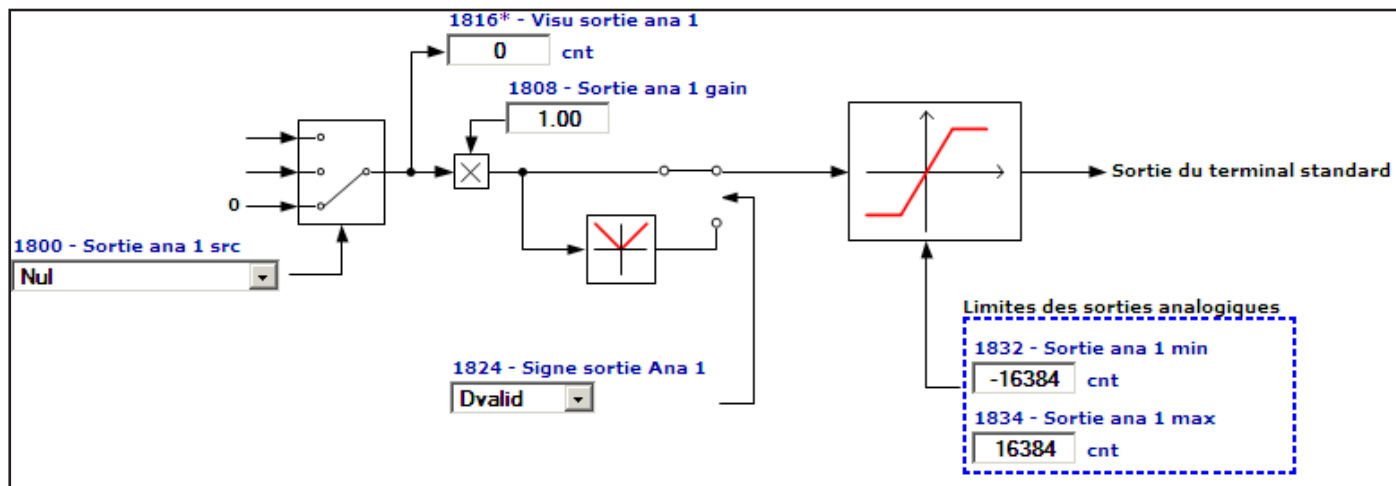 1816* - Visu sortie ana 1
0 cnt
1808 - Sortie ana 1 gain
1.00
Sortie du terminal standard
0
1800 - Sortie ana 1 src
Nul
Limites des sorties analogiques
1832 - Sortie ana 1 min
-16384 cnt
1824 - Signe sortie Ana 1
Dvalid
1834 - Sortie ana 1 max
16384 cnt